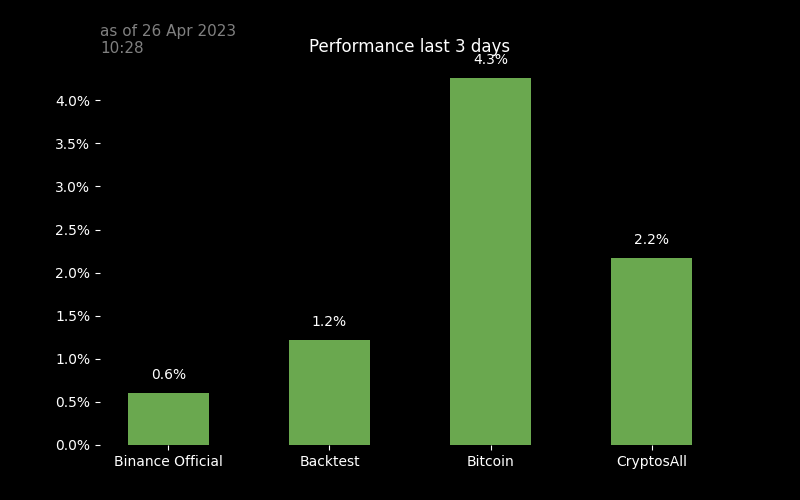 as of 26 Apr 2023
10:28
Performance last 3 days
4.3%
4.0%
3.5%
3.0%
2.5%
2.2%
2.0%
1.5%
1.2%
1.0%
0.6%
0.5%
0.0%
Binance Official
Backtest
Bitcoin
CryptosAll